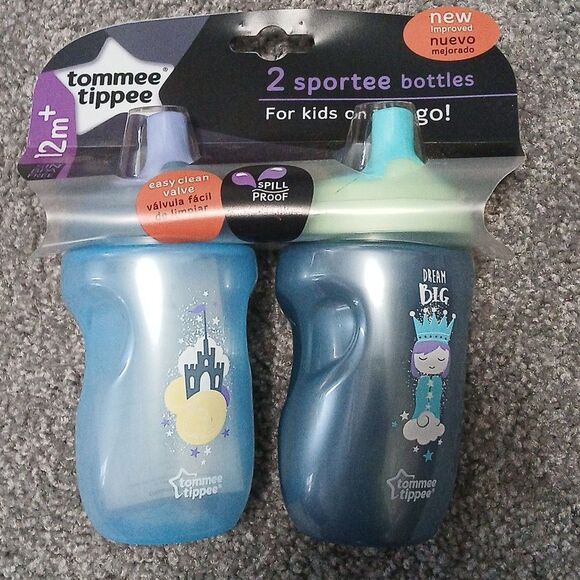 tommee
tippee
2 sportee bottles
For kids on go!
new
improved
nuevo
mejorado
12m+
easy clean
valve
válvula fácil
de limpiar
SPILL
PROOF
DREAM
BIG
tommee
tippee
tommee
tippee